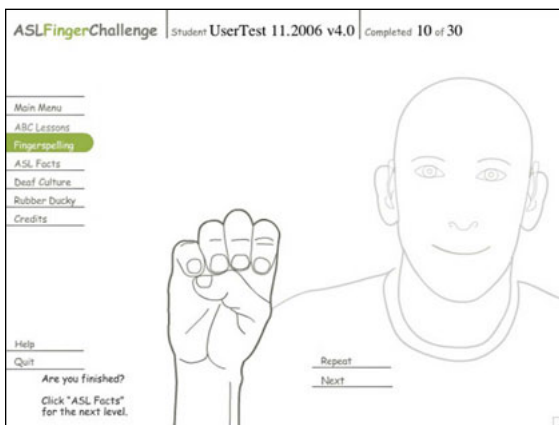 ASLFingerChallenge Student UserTest 11.2006 v4.0 Completed 10 of 30
Main Menu
ABC Lessons
Fingerspelling
ASL Facts
Deaf Culture
Rubber Ducky
Credits
Help
Quit
Are you finished?
Click "ASL Facts"
for the next level.
Repeat
Next